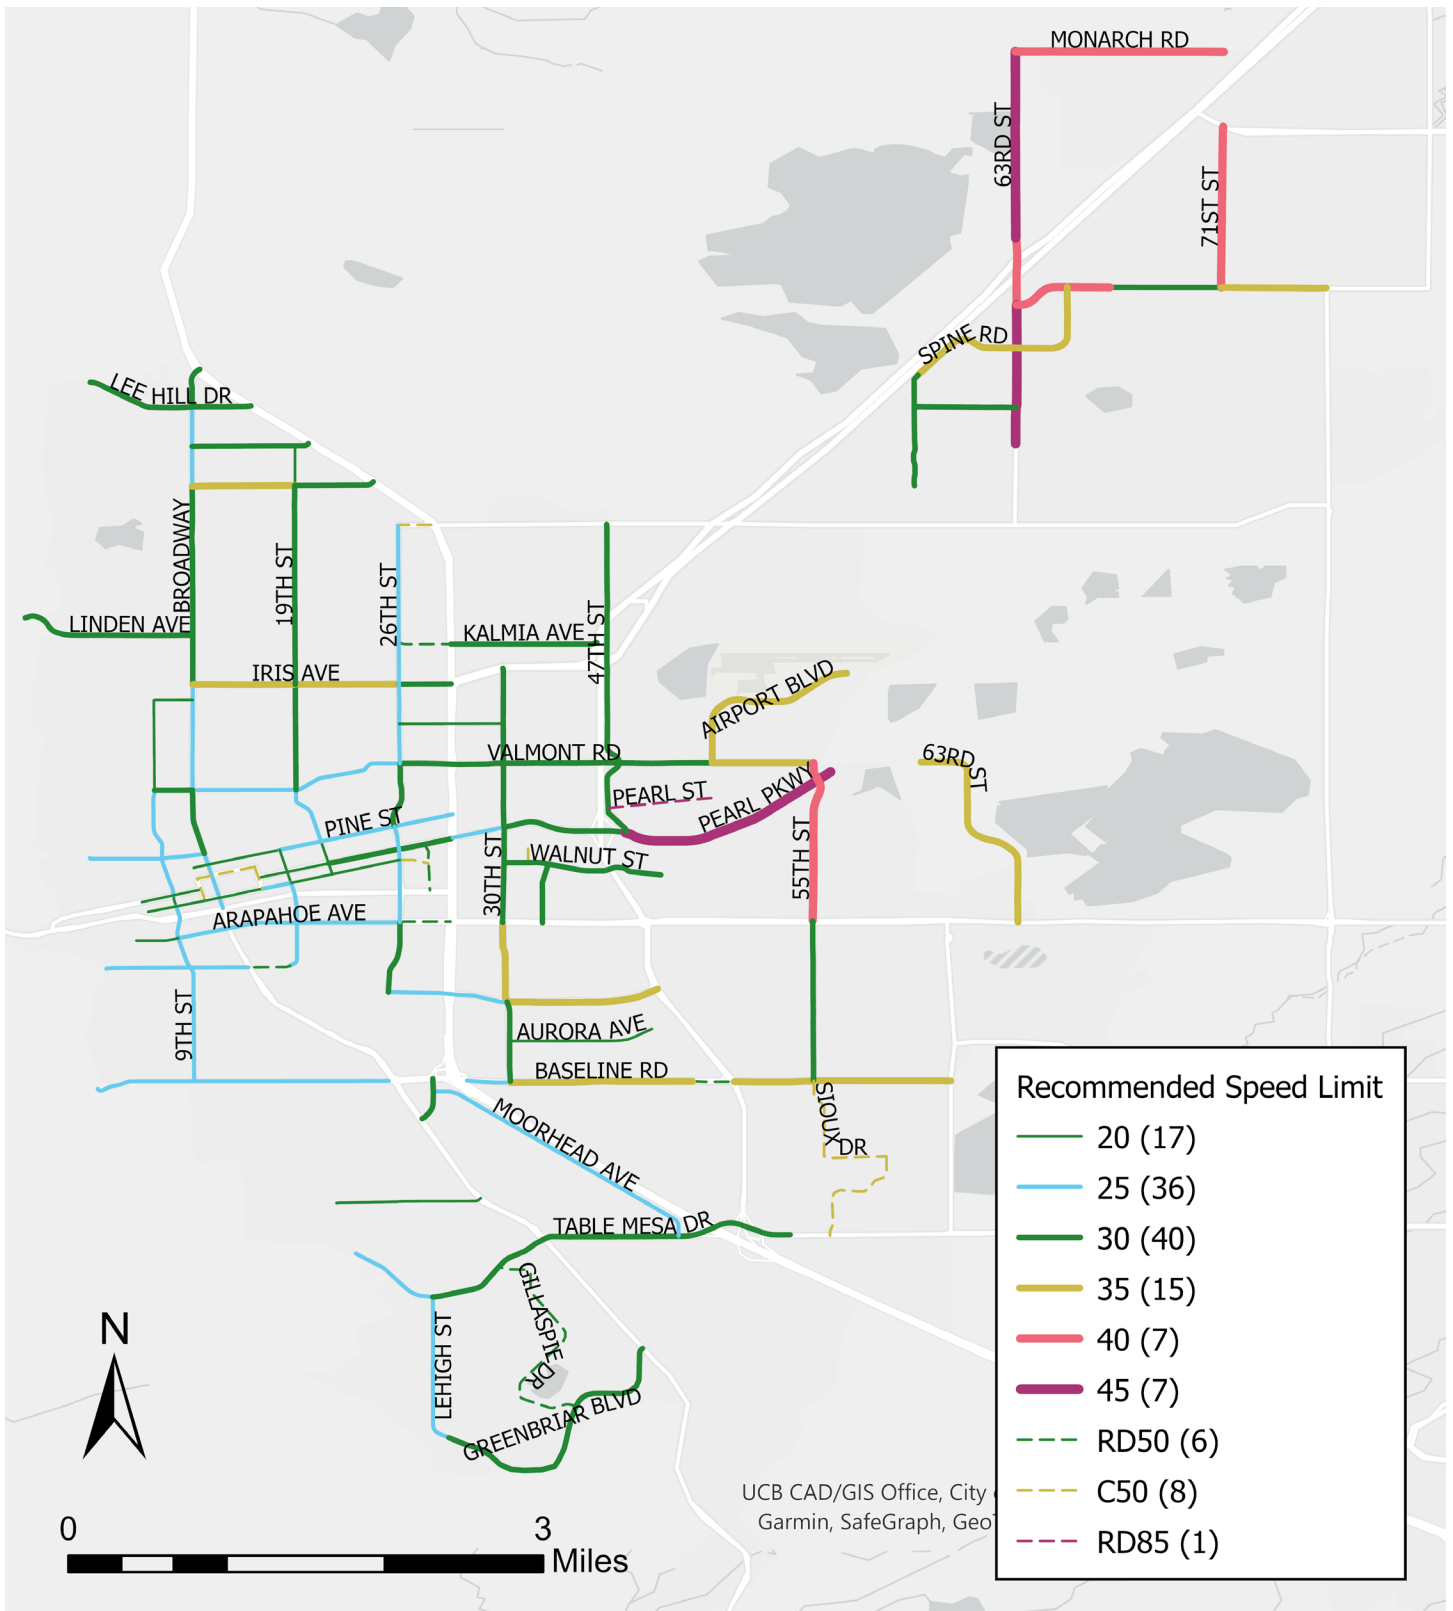 MONARCH RD
63RD ST
71ST ST
SPINE RD
LEE HILL DR
BROADWAY
19TH ST
26TH ST
LINDEN AVE
KALMIA AVE
47TH ST
IRIS AVE
AIRPORT BLVD
VALMONT RD
63RD ST
PEARL ST
PEARL PKWY
PINE ST
30TH ST
WALNUT ST
55TH ST
ARAPAHOE AVE
9TH ST
AURORA AVE
BASELINE RD
MOORHEAD AVE
SIOUX DR
TABLE MESA DR
GILLASPIE DR
LEHIGH ST
GREENBRIAR BLVD
Recommended Speed Limit
20 (17)
25 (36)
30 (40)
35 (15)
40 (7)
45 (7)
RD50 (6)
C50 (8)
RD85 (1)
N
0 3
Miles
UCB CAD/GIS Office, City
Garmin, SafeGraph,